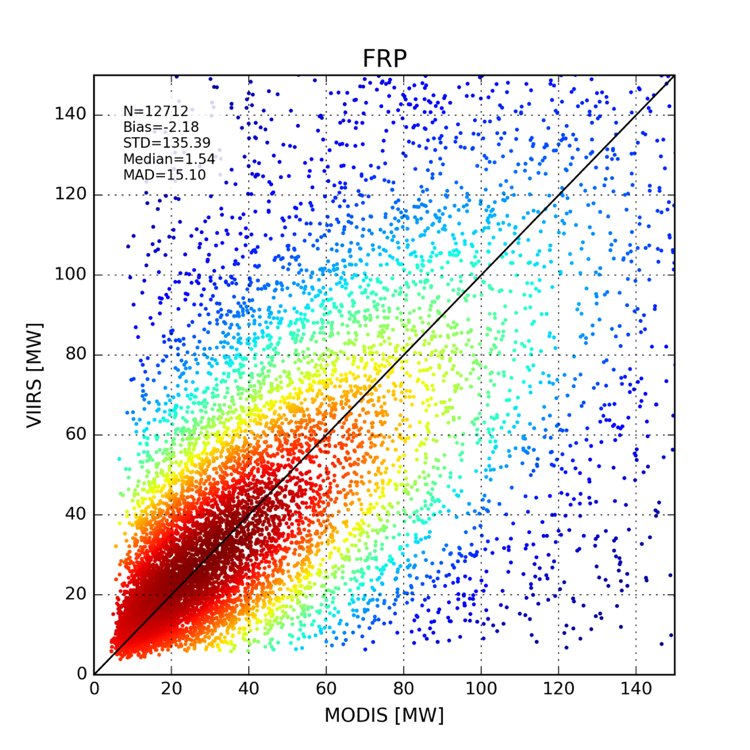 FRP
N=12712
Bias=-2.18
STD=135.39
Median=1.54
MAD=15.10
VIIRS [MW]
140
120
100
80
60
40
20
0
0 20 40 60 80 100 120 140
MODIS [MW]